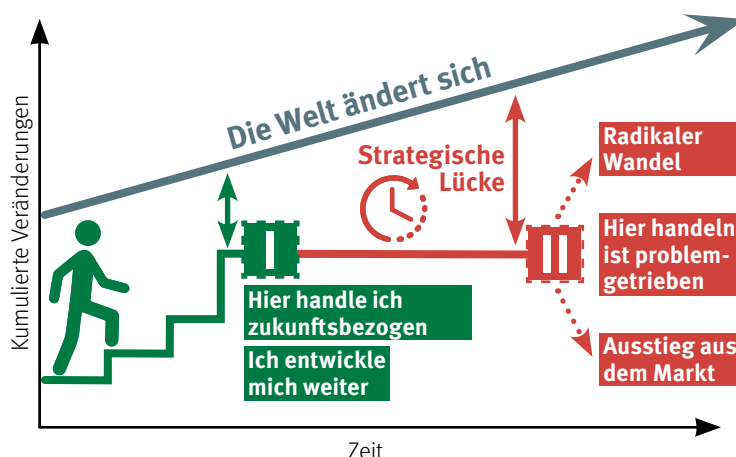 Kumulierte Veränderungen
Die Welt ändert sich
Strategische
Lücke
I
II
Hier handle ich
zukunftsbezogen
Ich entwickle
mich weiter
Radikaler
Wandel
Hier handeln
ist problem-
getrieben
Ausstieg aus
dem Markt
Zeit